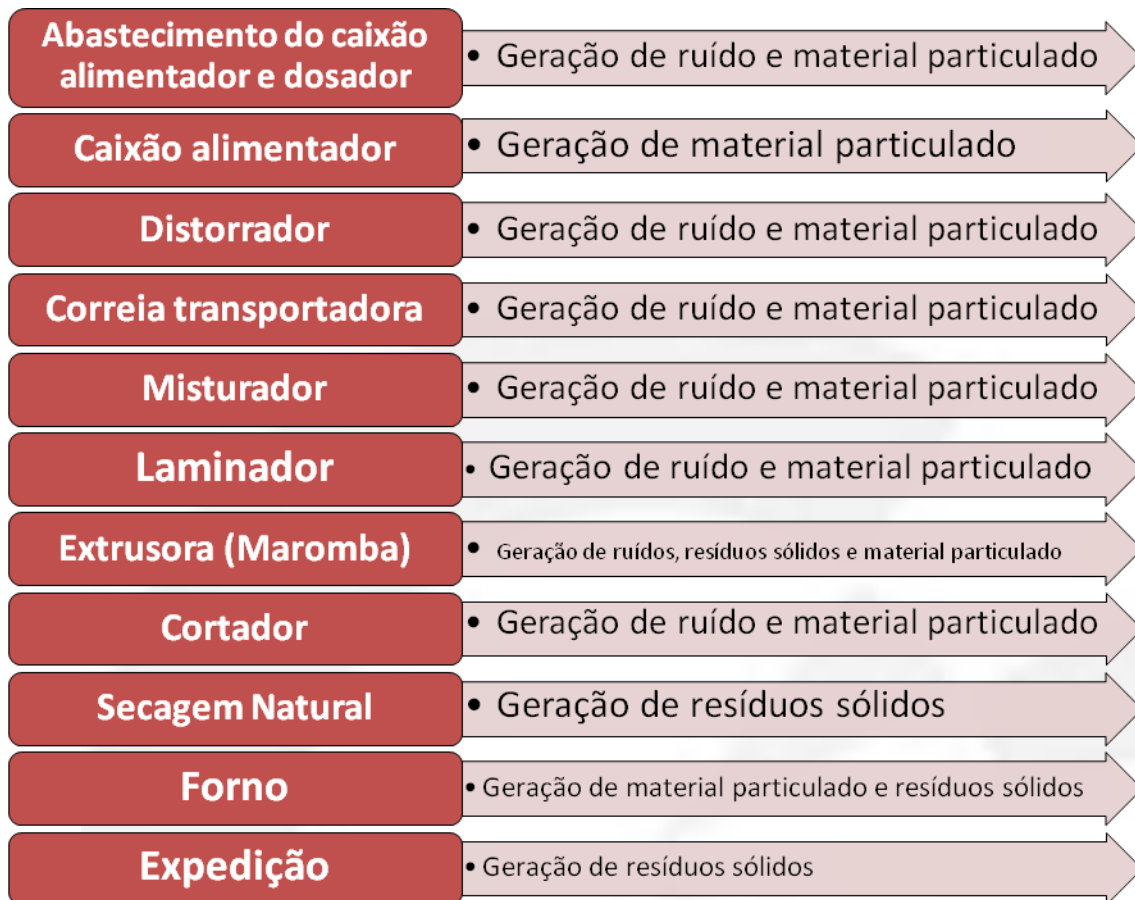 Abastecimento do caixão
alimentador e dosador
• Geração de ruído e material particulado
Caixão alimentador
• Geração de material particulado
Distorrador
• Geração de ruído e material particulado
Correia transportadora
• Geração de ruído e material particulado
Misturador
• Geração de ruído e material particulado
Laminador
• Geração de ruído e material particulado
Extrusora (Maromba)
• Geração de ruídos, resíduos sólidos e material particulado
Cortador
• Geração de ruído e material particulado
Secagem Natural
• Geração de resíduos sólidos
Forno
• Geração de material particulado e resíduos sólidos
Expedição
• Geração de resíduos sólidos